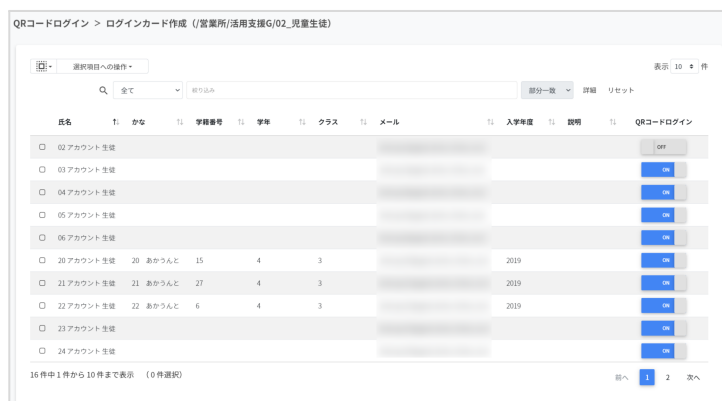 QRコードログイン > ログインカード作成（/営業所/活用支援G/02_児童生徒）
選択項目への操作 表示 10 件
全て 絞り込み 部分一致 詳細 リセット
氏名 かな 学籍番号 学年 クラス メール 入学年度 説明 QRコードログイン
02 アカウント 生徒 OFF
03 アカウント 生徒 ON
04 アカウント 生徒 ON
05 アカウント 生徒 ON
06 アカウント 生徒 ON
20 アカウント 生徒 20 あかうんと 15 4 3 2019 ON
21 アカウント 生徒 21 あかうんと 27 4 3 2019 ON
22 アカウント 生徒 22 あかうんと 6 4 3 2019 ON
23 アカウント 生徒 ON
24 アカウント 生徒 ON
16 件中 1 件から 10 件まで表示 （0 件選択） 前へ 1 2 次へ